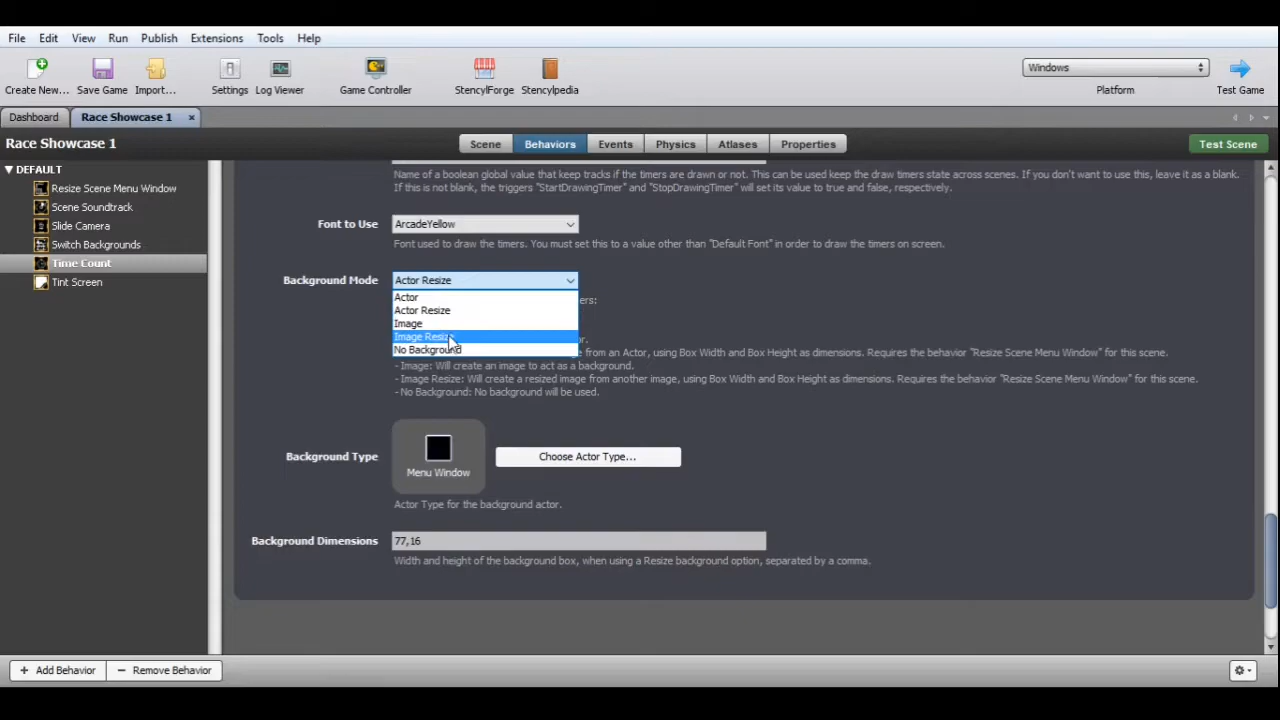 File Edit View Run Publish Extensions Tools Help
Create New... Save Game Import... Settings Log Viewer Game Controller StencylForge Stencylpedia Windows Platform Test Game
Dashboard Race Showcase 1
Race Showcase 1 Scene Behaviors Events Physics Atlases Properties Test Scene
DEFAULT
Resize Scene Menu Window
Scene Soundtrack
Slide Camera
Switch Backgrounds
Time Count
Tint Screen
Name of a boolean global value that keep tracks if the timers are drawn or not. This can be used keep the draw timers state across scenes. If you don't want to use this, leave it as a blank.
If this is not blank, the triggers "StartDrawingTimer" and "StopDrawingTimer" will set its value to true and false, respectively.
Font to Use ArcadeYellow
Font used to draw the timers. You must set this to a value other than "Default Font" in order to draw the timers on screen.
Background Mode Actor Resize
Actor
Actor Resize
Image
Image Resize
No Background
ers:
or.
from an Actor, using Box Width and Box Height as dimensions. Requires the behavior "Resize Scene Menu Window" for this scene.
- Image: Will create an image to act as a background.
- Image Resize: Will create a resized image from another image, using Box Width and Box Height as dimensions. Requires the behavior "Resize Scene Menu Window" for this scene.
- No Background: No background will be used.
Background Type Menu Window Choose Actor Type...
Actor Type for the background actor.
Background Dimensions 77,16
Width and height of the background box, when using a Resize background option, separated by a comma.
+ Add Behavior − Remove Behavior